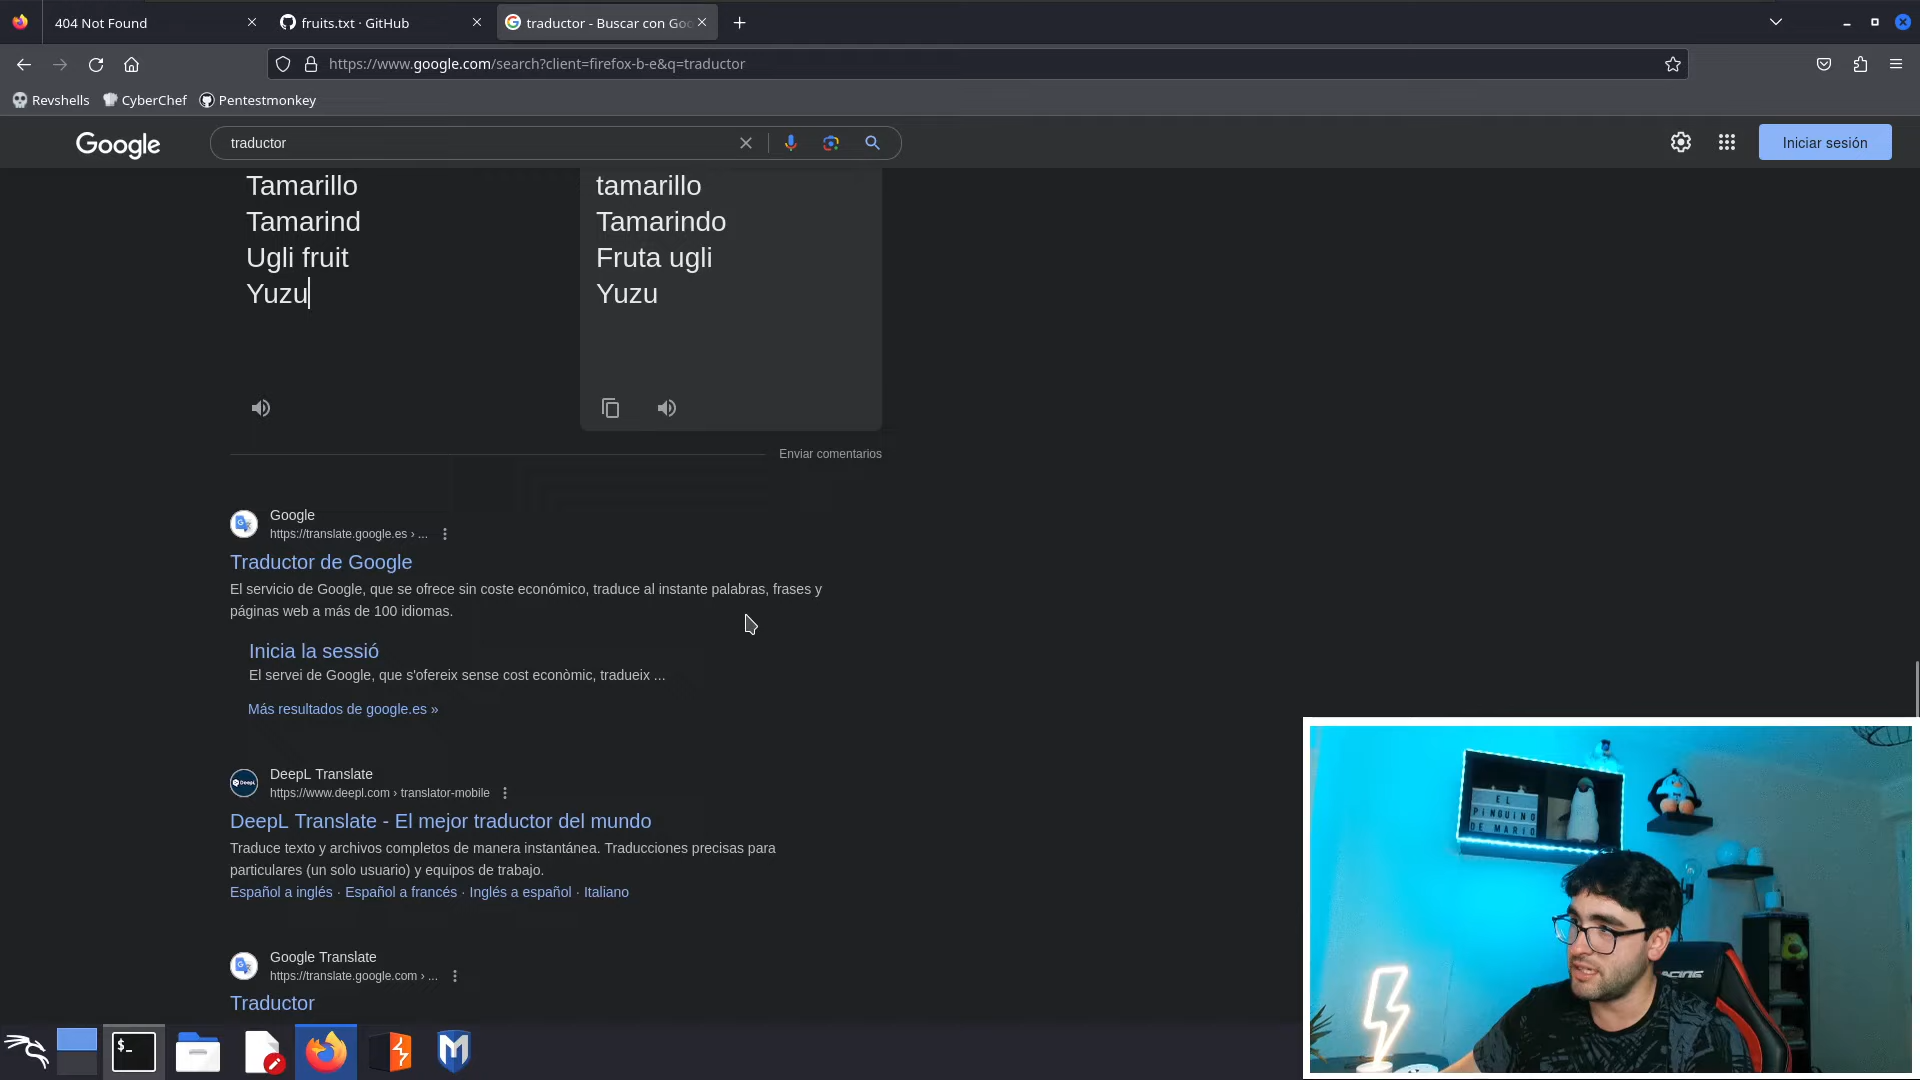 404 Not Found
fruits.txt · GitHub
traductor - Buscar con Goo
https://www.google.com/search?client=firefox-b-e&q=traductor
Revshells
CyberChef
Pentestmonkey
Google
traductor
Iniciar sesión
Tamarillo
Tamarind
Ugli fruit
Yuzu
tamarillo
Tamarindo
Fruta ugli
Yuzu
Enviar comentarios
Google
https://translate.google.es › ...
Traductor de Google
El servicio de Google, que se ofrece sin coste económico, traduce al instante palabras, frases y
páginas web a más de 100 idiomas.
Inicia la sessió
El servei de Google, que s'ofereix sense cost econòmic, tradueix ...
Más resultados de google.es »
DeepL
DeepL Translate
https://www.deepl.com › translator-mobile
DeepL Translate - El mejor traductor del mundo
Traduce texto y archivos completos de manera instantánea. Traducciones precisas para
particulares (un solo usuario) y equipos de trabajo.
Español a inglés · Español a francés · Inglés a español · Italiano
Google Translate
https://translate.google.com › ...
Traductor
$_
EL
PINGUINO
DE MARIO